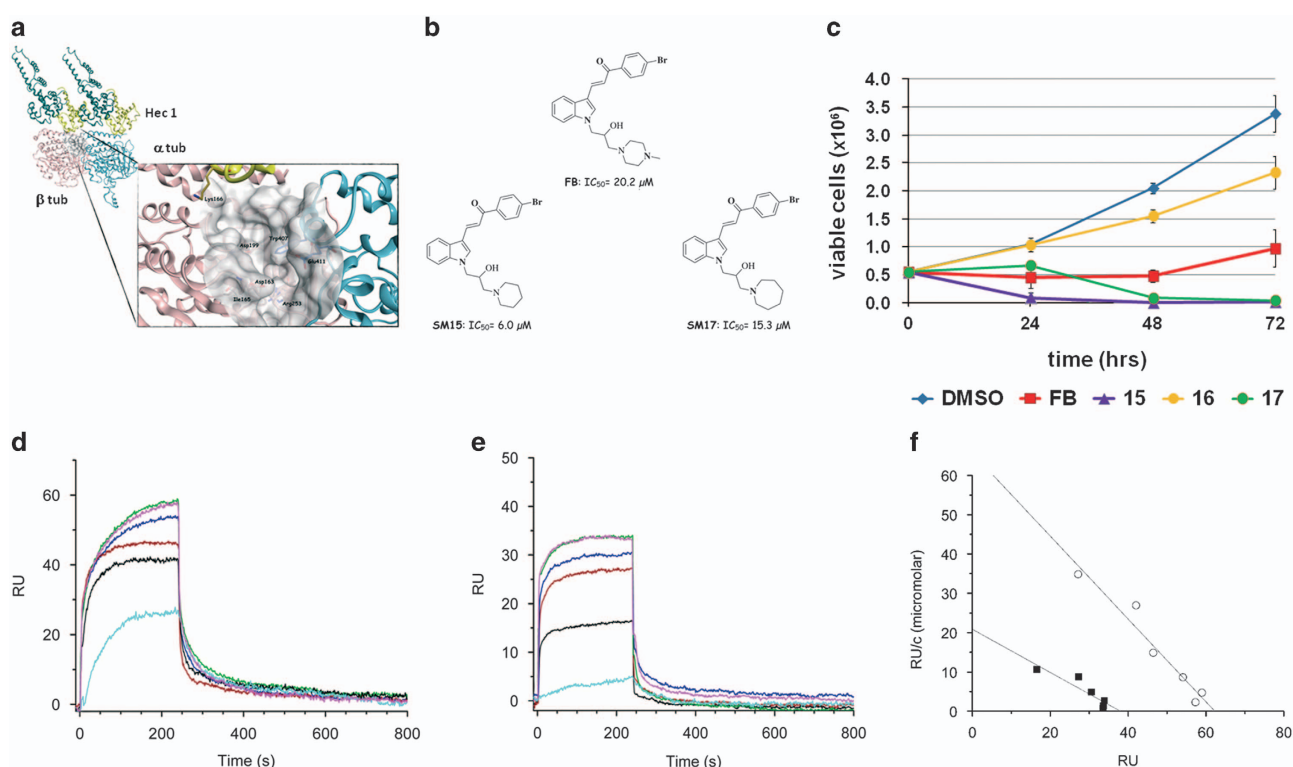 a
Hec 1
α tub
β tub
Lys166
Asp199
Try407
Glu411
Asp163
Ile165
Arg253
b
O
Br
N
OH
N
N
FB: IC50= 20.2 µM
O
Br
N
OH
N
SM15: IC50= 6.0 µM
O
Br
N
OH
N
SM17: IC50= 15.3 µM
c
viable cells (x10⁶)
4.0
3.5
3.0
2.5
2.0
1.5
1.0
0.5
0.0
0 24 48 72
time (hrs)
DMSO FB 15 16 17
d
RU
60
40
20
0
0 200 400 600 800
Time (s)
e
RU
50
40
30
20
10
0
0 200 400 600 800
Time (s)
f
RU/c (micromolar)
60
50
40
30
20
10
0
0 20 40 60 80
RU